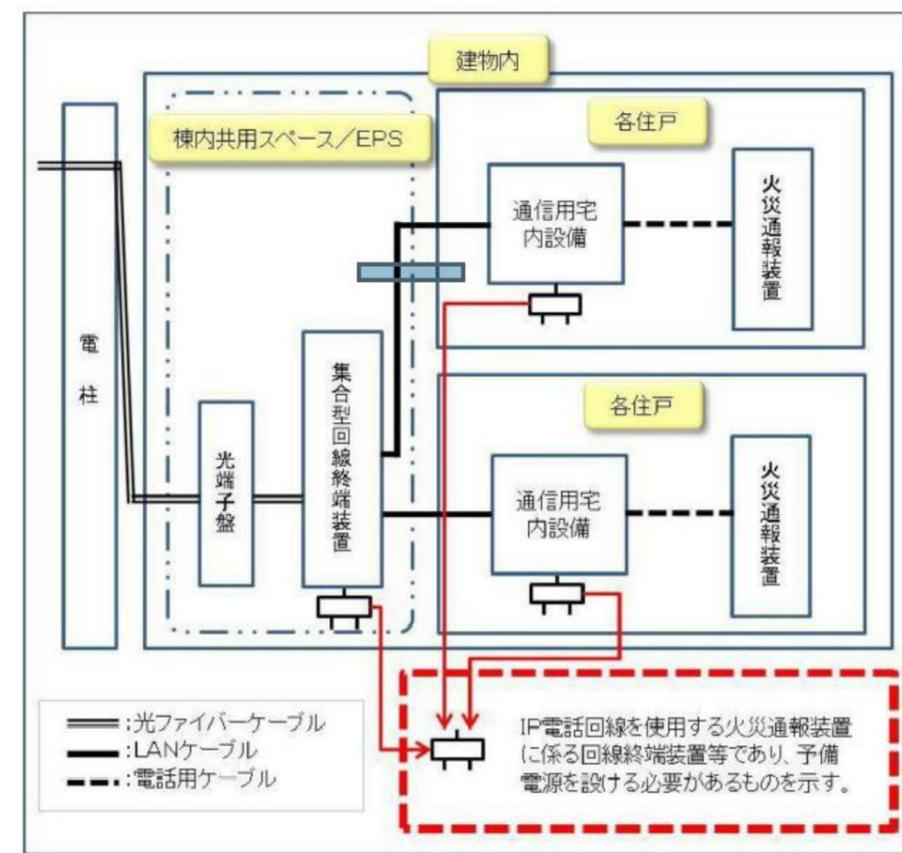 建物内
棟内共用スペース／EPS
各住戸
通信用宅
内設備
火災通報装置
電柱
集合型回線終端装置
光端子盤
各住戸
通信用宅
内設備
火災通報装置
:光ファイバーケーブル
:LANケーブル
:電話用ケーブル
IP電話回線を使用する火災通報装置
に係る回線終端装置等であり、予備
電源を設ける必要があるものを示す。